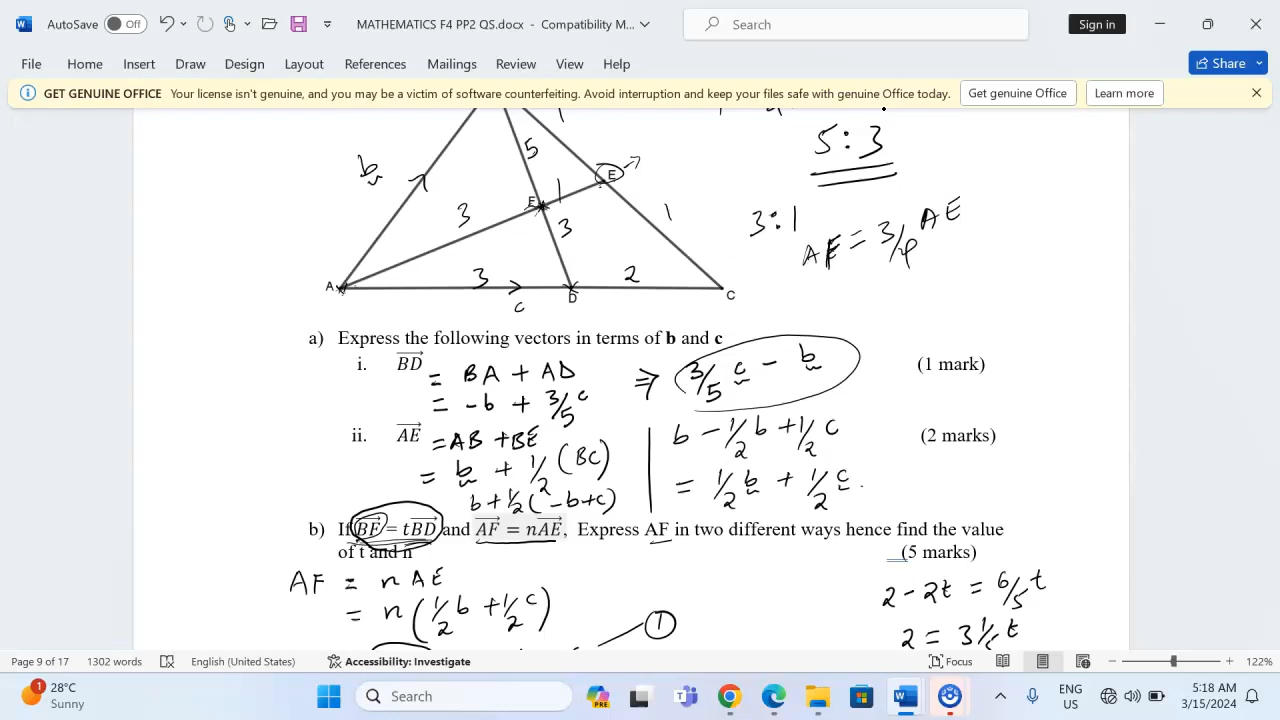 AutoSave Off MATHEMATICS F4 PP2 QS.docx - Compatibility M... Search Sign in
File Home Insert Draw Design Layout References Mailings Review View Help Share
GET GENUINE OFFICE Your license isn't genuine, and you may be a victim of software counterfeiting. Avoid interruption and keep your files safe with genuine Office today. Get genuine Office Learn more
1
5 5:3
b E
1
3 F 3 1 3:1 AF = 3/4 AE
3 2
A D C
c
a) Express the following vectors in terms of b and c
i. BD = BA + AD ⇒ 3/5 c - b (1 mark)
= -b + 3/5 c
ii. AE = AB + BE b - 1/2 b + 1/2 c (2 marks)
= b + 1/2 (BC) = 1/2 b + 1/2 c.
b + 1/2 (-b + c)
b) If BF = tBD and AF = nAE, Express AF in two different ways hence find the value
of t and n (5 marks)
AF = n AE 2 - 2t = 6/5 t
= n (1/2 b + 1/2 c) 1
2 = 3 1/5 t
Page 9 of 17 1302 words English (United States) Accessibility: Investigate Focus 122%
1 28°C Sunny Search PRE ENG US 5:18 AM 3/15/2024